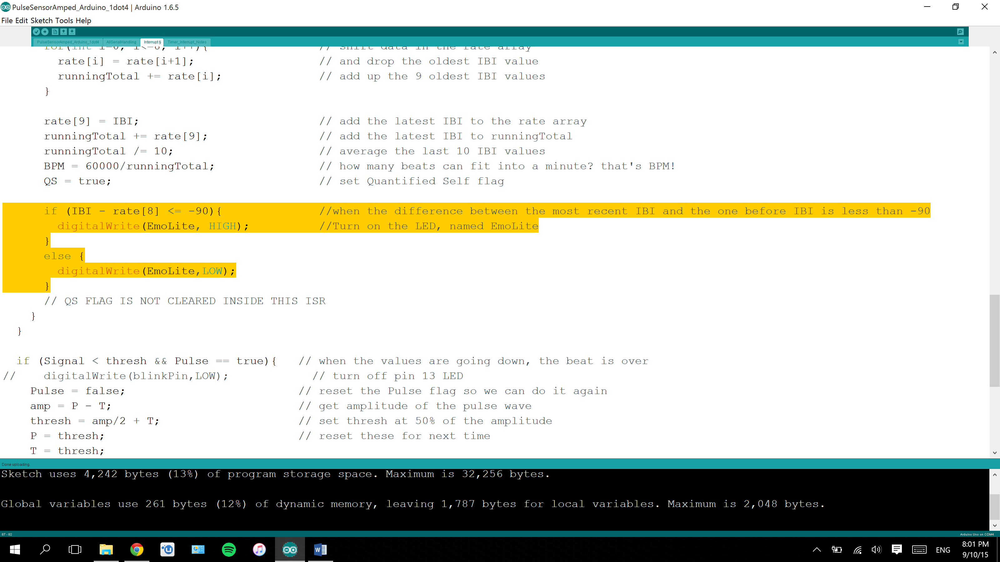 PulseSensorAmped_Arduino_1dot4 | Arduino 1.6.5
File Edit Sketch Tools Help
PulseSensorAmped_Arduino_1dot4 AllSerialHandling Interrupt § Timer_Interrupt_Notes
for(int i=0; i<=8; i++){ // shift data in the rate array
rate[i] = rate[i+1]; // and drop the oldest IBI value
runningTotal += rate[i]; // add up the 9 oldest IBI values
}
rate[9] = IBI; // add the latest IBI to the rate array
runningTotal += rate[9]; // add the latest IBI to runningTotal
runningTotal /= 10; // average the last 10 IBI values
BPM = 60000/runningTotal; // how many beats can fit into a minute? that's BPM!
QS = true; // set Quantified Self flag
if (IBI - rate[8] <= -90){ //when the difference between the most recent IBI and the one before IBI is less than -90
digitalWrite(EmoLite, HIGH); //Turn on the LED, named EmoLite
}
else {
digitalWrite(EmoLite,LOW);
}
// QS FLAG IS NOT CLEARED INSIDE THIS ISR
}
}
if (Signal < thresh && Pulse == true){ // when the values are going down, the beat is over
// digitalWrite(blinkPin,LOW); // turn off pin 13 LED
Pulse = false; // reset the Pulse flag so we can do it again
amp = P - T; // get amplitude of the pulse wave
thresh = amp/2 + T; // set thresh at 50% of the amplitude
P = thresh; // reset these for next time
T = thresh;
Done uploading.
Sketch uses 4,242 bytes (13%) of program storage space. Maximum is 32,256 bytes.
Global variables use 261 bytes (12%) of dynamic memory, leaving 1,787 bytes for local variables. Maximum is 2,048 bytes.
87 - 82 Arduino Uno on COM4
ENG 8:01 PM
9/10/15